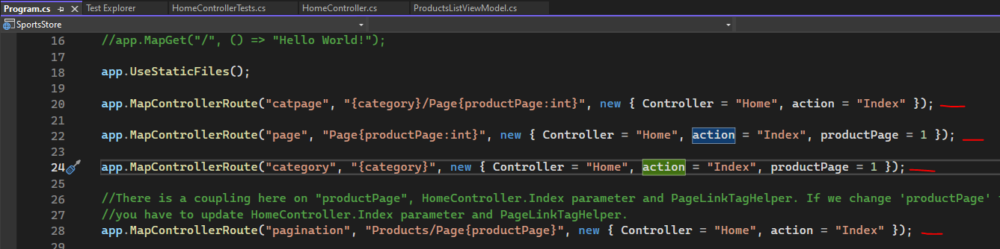 Program.cs Test Explorer HomeControllerTests.cs HomeController.cs ProductsListViewModel.cs
SportsStore
16 //app.MapGet("/", () => "Hello World!");
17
18 app.UseStaticFiles();
19
20 app.MapControllerRoute("catpage", "{category}/Page{productPage:int}", new { Controller = "Home", action = "Index" });
21
22 app.MapControllerRoute("page", "Page{productPage:int}", new { Controller = "Home", action = "Index", productPage = 1 });
23
24 app.MapControllerRoute("category", "{category}", new { Controller = "Home", action = "Index", productPage = 1 });
25
26 //There is a coupling here on "productPage", HomeController.Index parameter and PageLinkTagHelper. If we change 'productPage'
27 //you have to update HomeController.Index parameter and PageLinkTagHelper.
28 app.MapControllerRoute("pagination", "Products/Page{productPage}", new { Controller = "Home", action = "Index" });
29